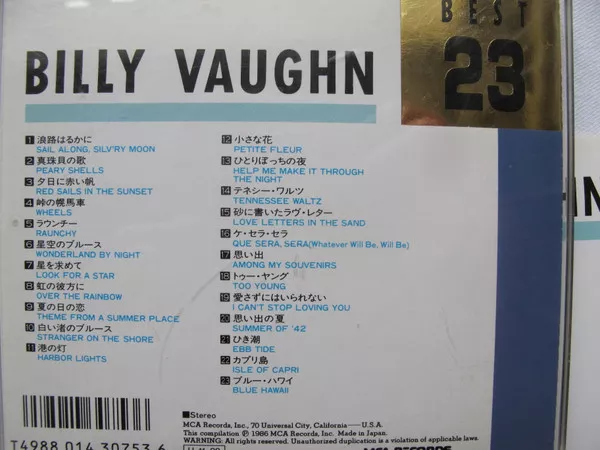 BEST
23
BILLY VAUGHN
1 浪路はるかに
SAIL ALONG, SILV'RY MOON
2 真珠貝の歌
PEARY SHELLS
3 夕日に赤い帆
RED SAILS IN THE SUNSET
4 峠の幌馬車
WHEELS
5 ラウンチー
RAUNCHY
6 星空のブルース
WONDERLAND BY NIGHT
7 星を求めて
LOOK FOR A STAR
8 虹の彼方に
OVER THE RAINBOW
9 夏の日の恋
THEME FROM A SUMMER PLACE
10 白い渚のブルース
STRANGER ON THE SHORE
11 港の灯
HARBOR LIGHTS
12 小さな花
PETITE FLEUR
13 ひとりぼっちの夜
HELP ME MAKE IT THROUGH
THE NIGHT
14 テネシー・ワルツ
TENNESSEE WALTZ
15 砂に書いたラヴ・レター
LOVE LETTERS IN THE SAND
16 ケ・セラ・セラ
QUE SERA, SERA(Whatever Will Be, Will Be)
17 思い出
AMONG MY SOUVENIRS
18 トゥー・ヤング
TOO YOUNG
19 愛さずにはいられない
I CAN'T STOP LOVING YOU
20 思い出の夏
SUMMER OF '42
21 ひき潮
EBB TIDE
22 カプリ島
ISLE OF CAPRI
23 ブルー・ハワイ
BLUE HAWAII
Stereo
MCA Records, Inc., 70 Universal City, California—U.S.A.
This compilation Ⓟ 1986 MCA Records, Inc. Made in Japan.
WARNING: All rights reserved. Unauthorized duplication is a violation of applicable laws.
T4988 014 30753 6
MCA RECORDS
IN